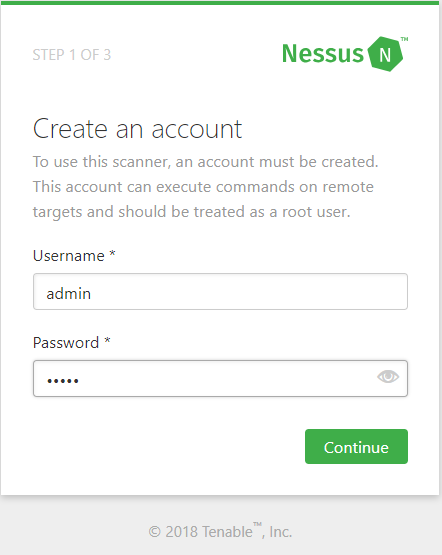 STEP 1 OF 3
Nessus N ™
Create an account
To use this scanner, an account must be created.
This account can execute commands on remote
targets and should be treated as a root user.
Username *
admin
Password *
•••••
Continue
© 2018 Tenable™, Inc.